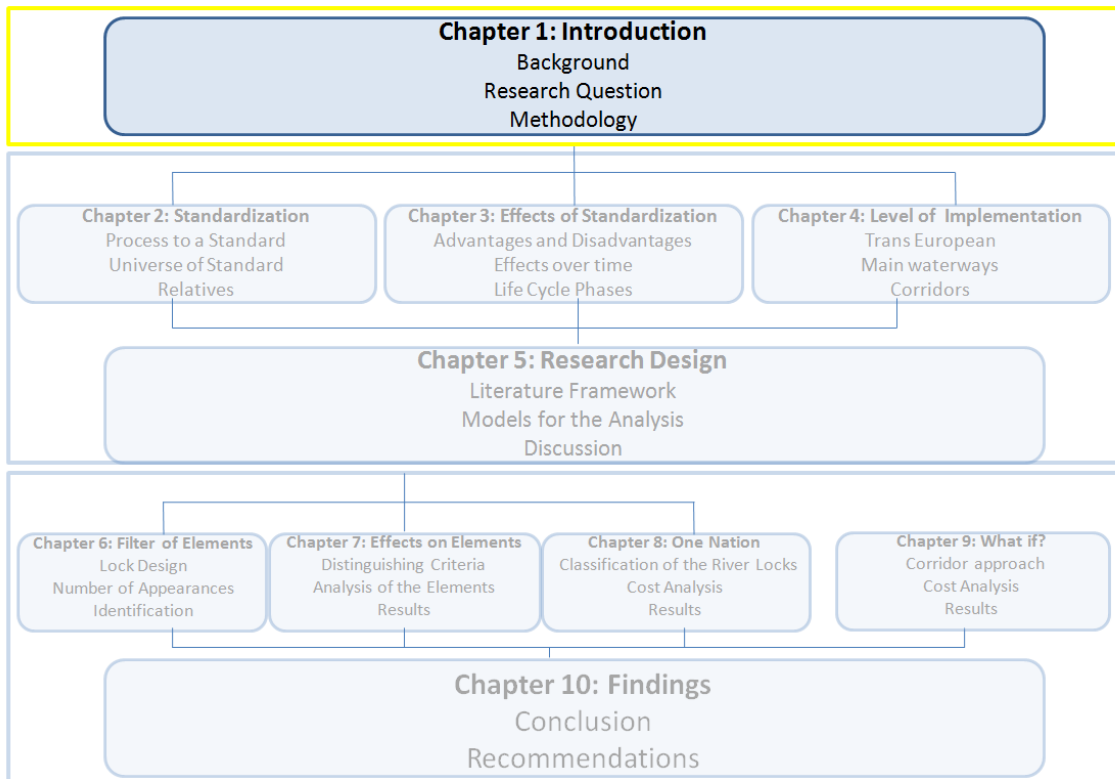 Chapter 1: Introduction
Background
Research Question
Methodology
Chapter 2: Standardization
Process to a Standard
Universe of Standard
Relatives
Chapter 3: Effects of Standardization
Advantages and Disadvantages
Effects over time
Life Cycle Phases
Chapter 4: Level of Implementation
Trans European
Main waterways
Corridors
Chapter 5: Research Design
Literature Framework
Models for the Analysis
Discussion
Chapter 6: Filter of Elements
Lock Design
Number of Appearances
Identification
Chapter 7: Effects on Elements
Distinguishing Criteria
Analysis of the Elements
Results
Chapter 8: One Nation
Classification of the River Locks
Cost Analysis
Results
Chapter 9: What if?
Corridor approach
Cost Analysis
Results
Chapter 10: Findings
Conclusion
Recommendations